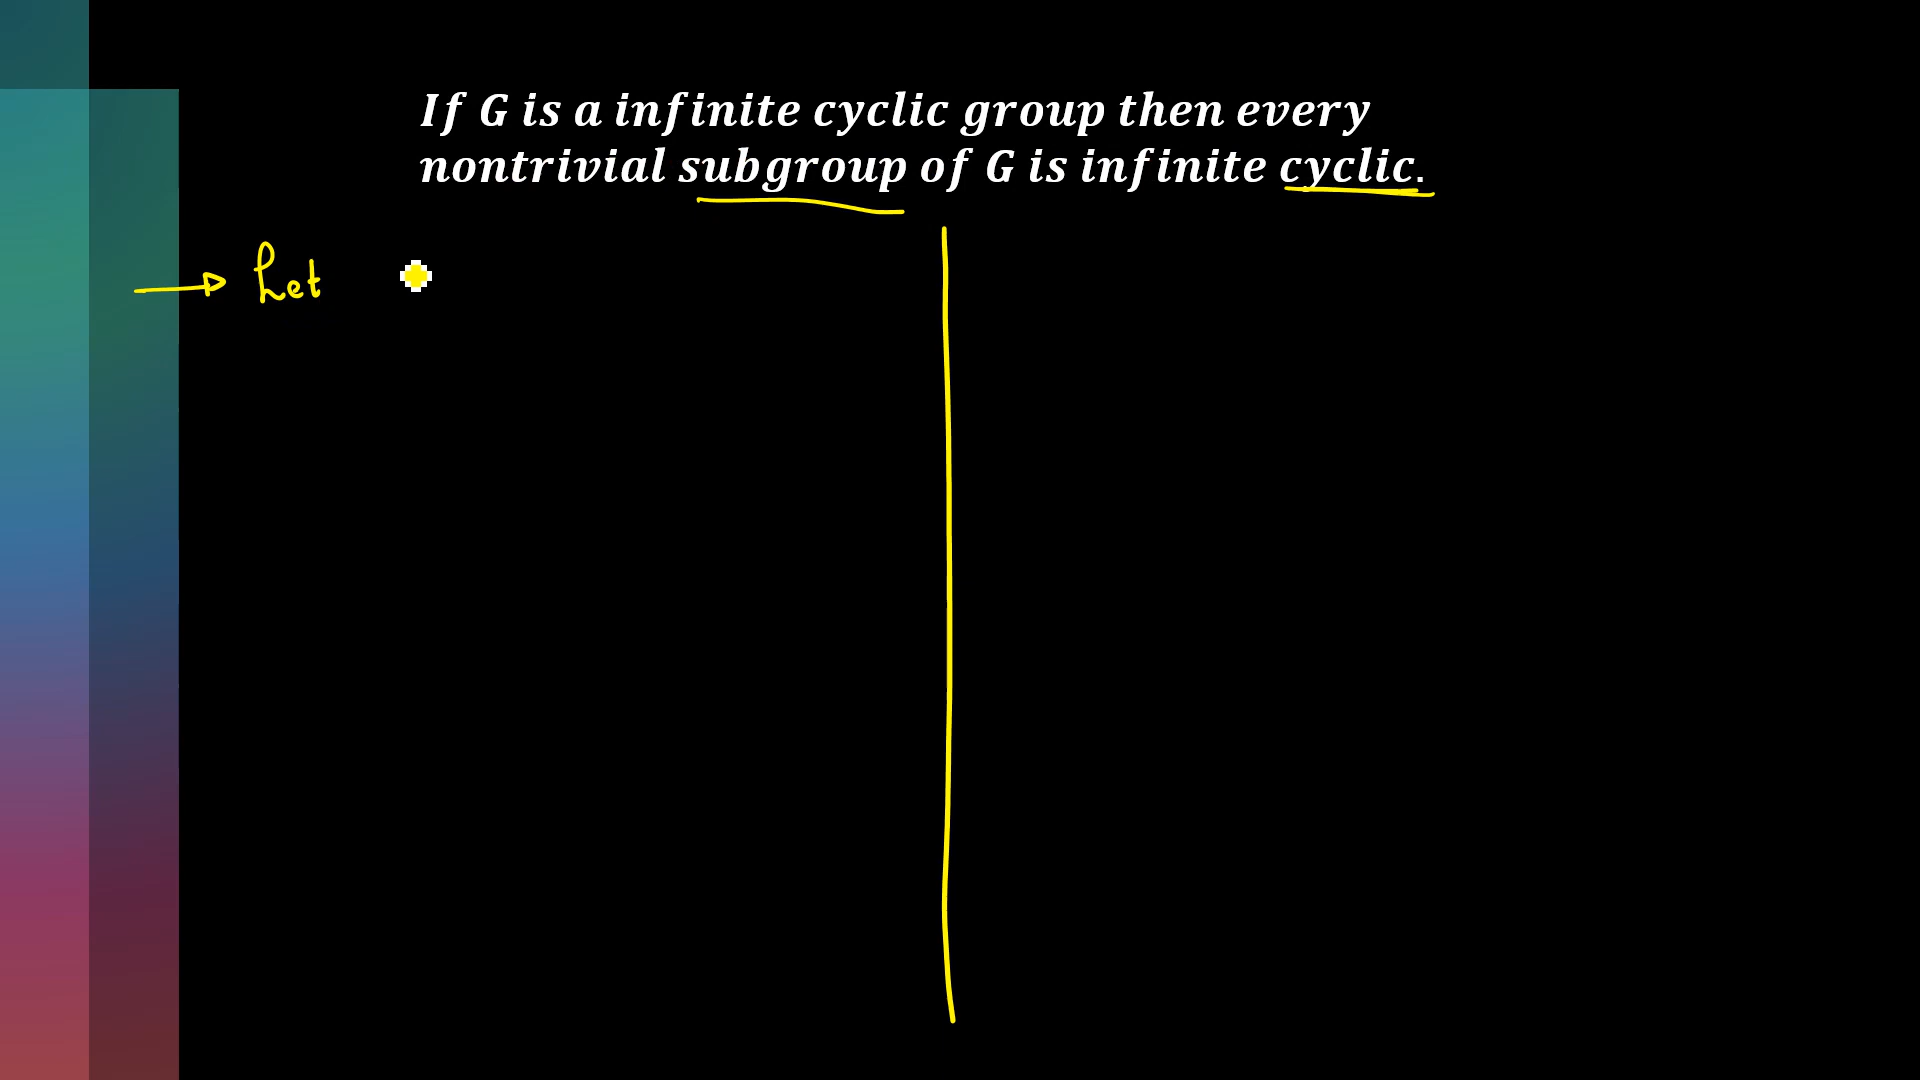 If G is a infinite cyclic group then every
nontrivial subgroup of G is infinite cyclic.
Let